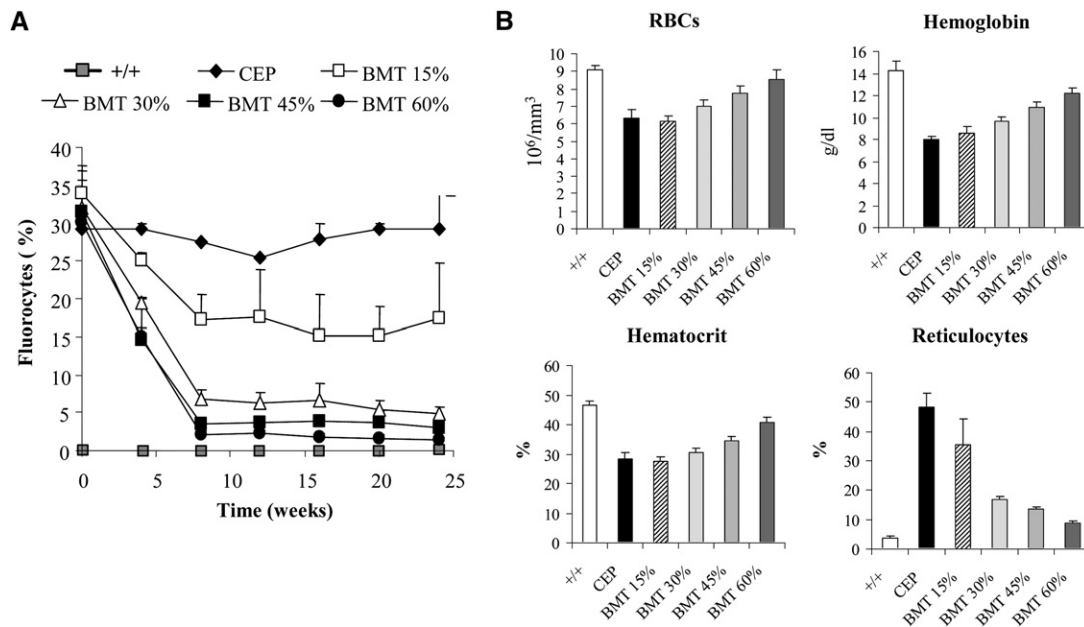 A
+/+ CEP BMT 15%
BMT 30% BMT 45% BMT 60%
Fluorocytes ( %)
40
35
30
25
20
15
10
5
0
0 5 10 15 20 25
Time (weeks)
B
RBCs
10⁶/mm³
10
9
8
7
6
5
4
3
2
1
0
+/+ CEP BMT 15% BMT 30% BMT 45% BMT 60%
Hemoglobin
g/dl
16
14
12
10
8
6
4
2
0
+/+ CEP BMT 15% BMT 30% BMT 45% BMT 60%
Hematocrit
%
60
50
40
30
20
10
0
+/+ CEP BMT 15% BMT 30% BMT 45% BMT 60%
Reticulocytes
%
60
50
40
30
20
10
0
+/+ CEP BMT 15% BMT 30% BMT 45% BMT 60%